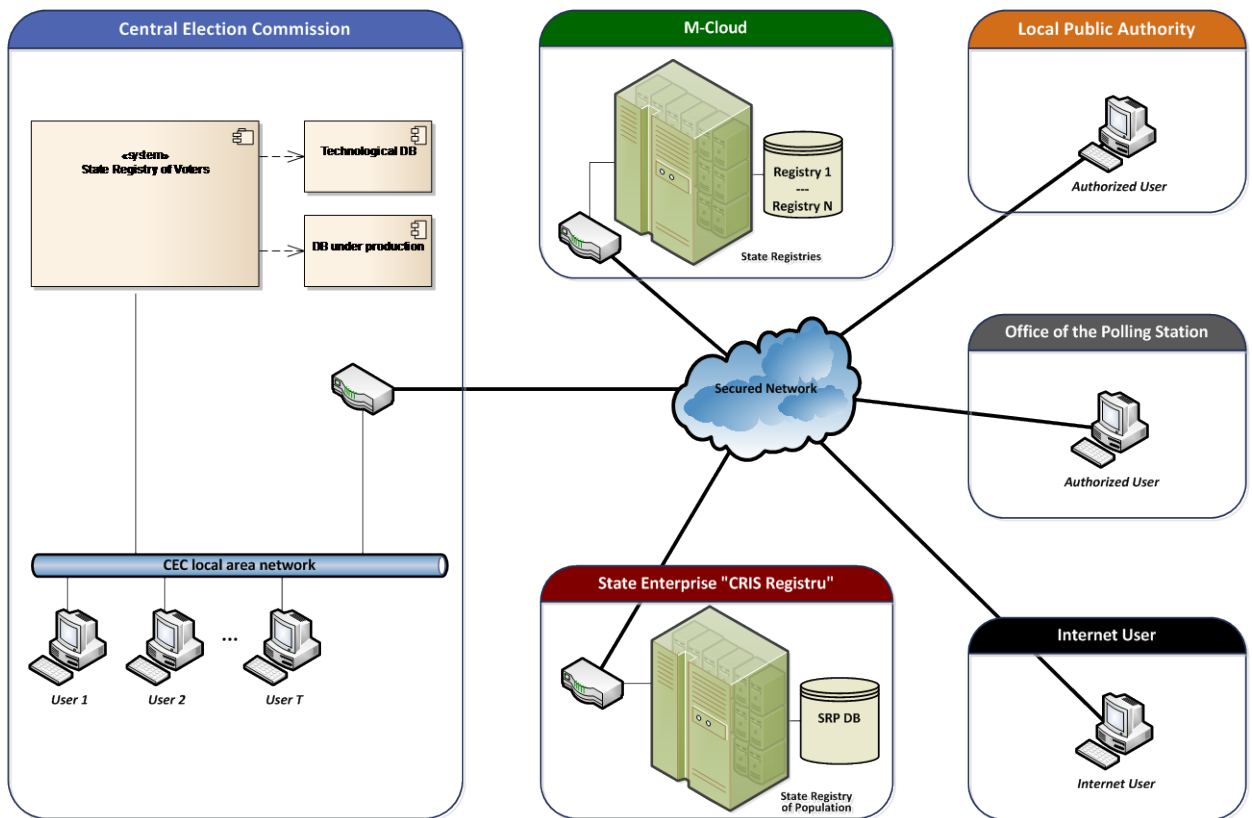 Central Election Commission
«system»
State Registry of Voters
Technological DB
DB under production
CEC local area network
User 1
User 2
...
User T
M-Cloud
Registry 1
---
Registry N
State Registries
Secured Network
State Enterprise "CRIS Registru"
SRP DB
State Registry
of Population
Local Public Authority
Authorized User
Office of the Polling Station
Authorized User
Internet User
Internet User